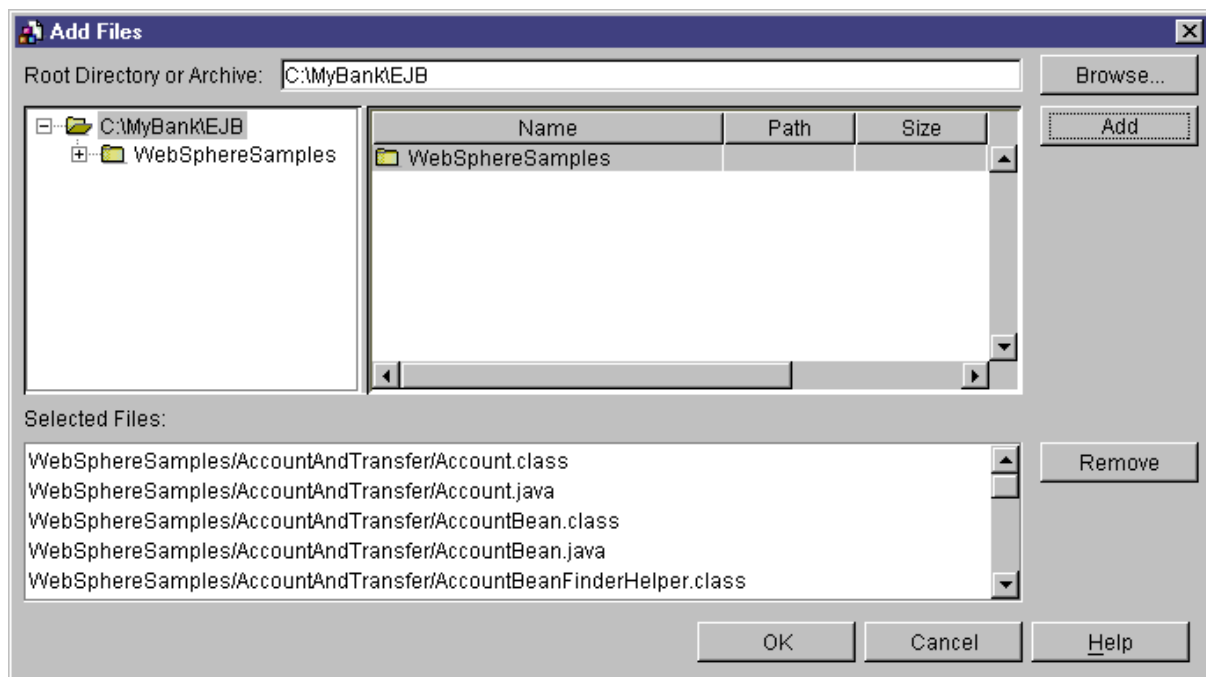 Add Files
Root Directory or Archive: C:\MyBank\EJB Browse...
C:\MyBank\EJB Name Path Size Add
WebSphereSamples WebSphereSamples
Selected Files:
WebSphereSamples/AccountAndTransfer/Account.class Remove
WebSphereSamples/AccountAndTransfer/Account.java
WebSphereSamples/AccountAndTransfer/AccountBean.class
WebSphereSamples/AccountAndTransfer/AccountBean.java
WebSphereSamples/AccountAndTransfer/AccountBeanFinderHelper.class
OK Cancel Help